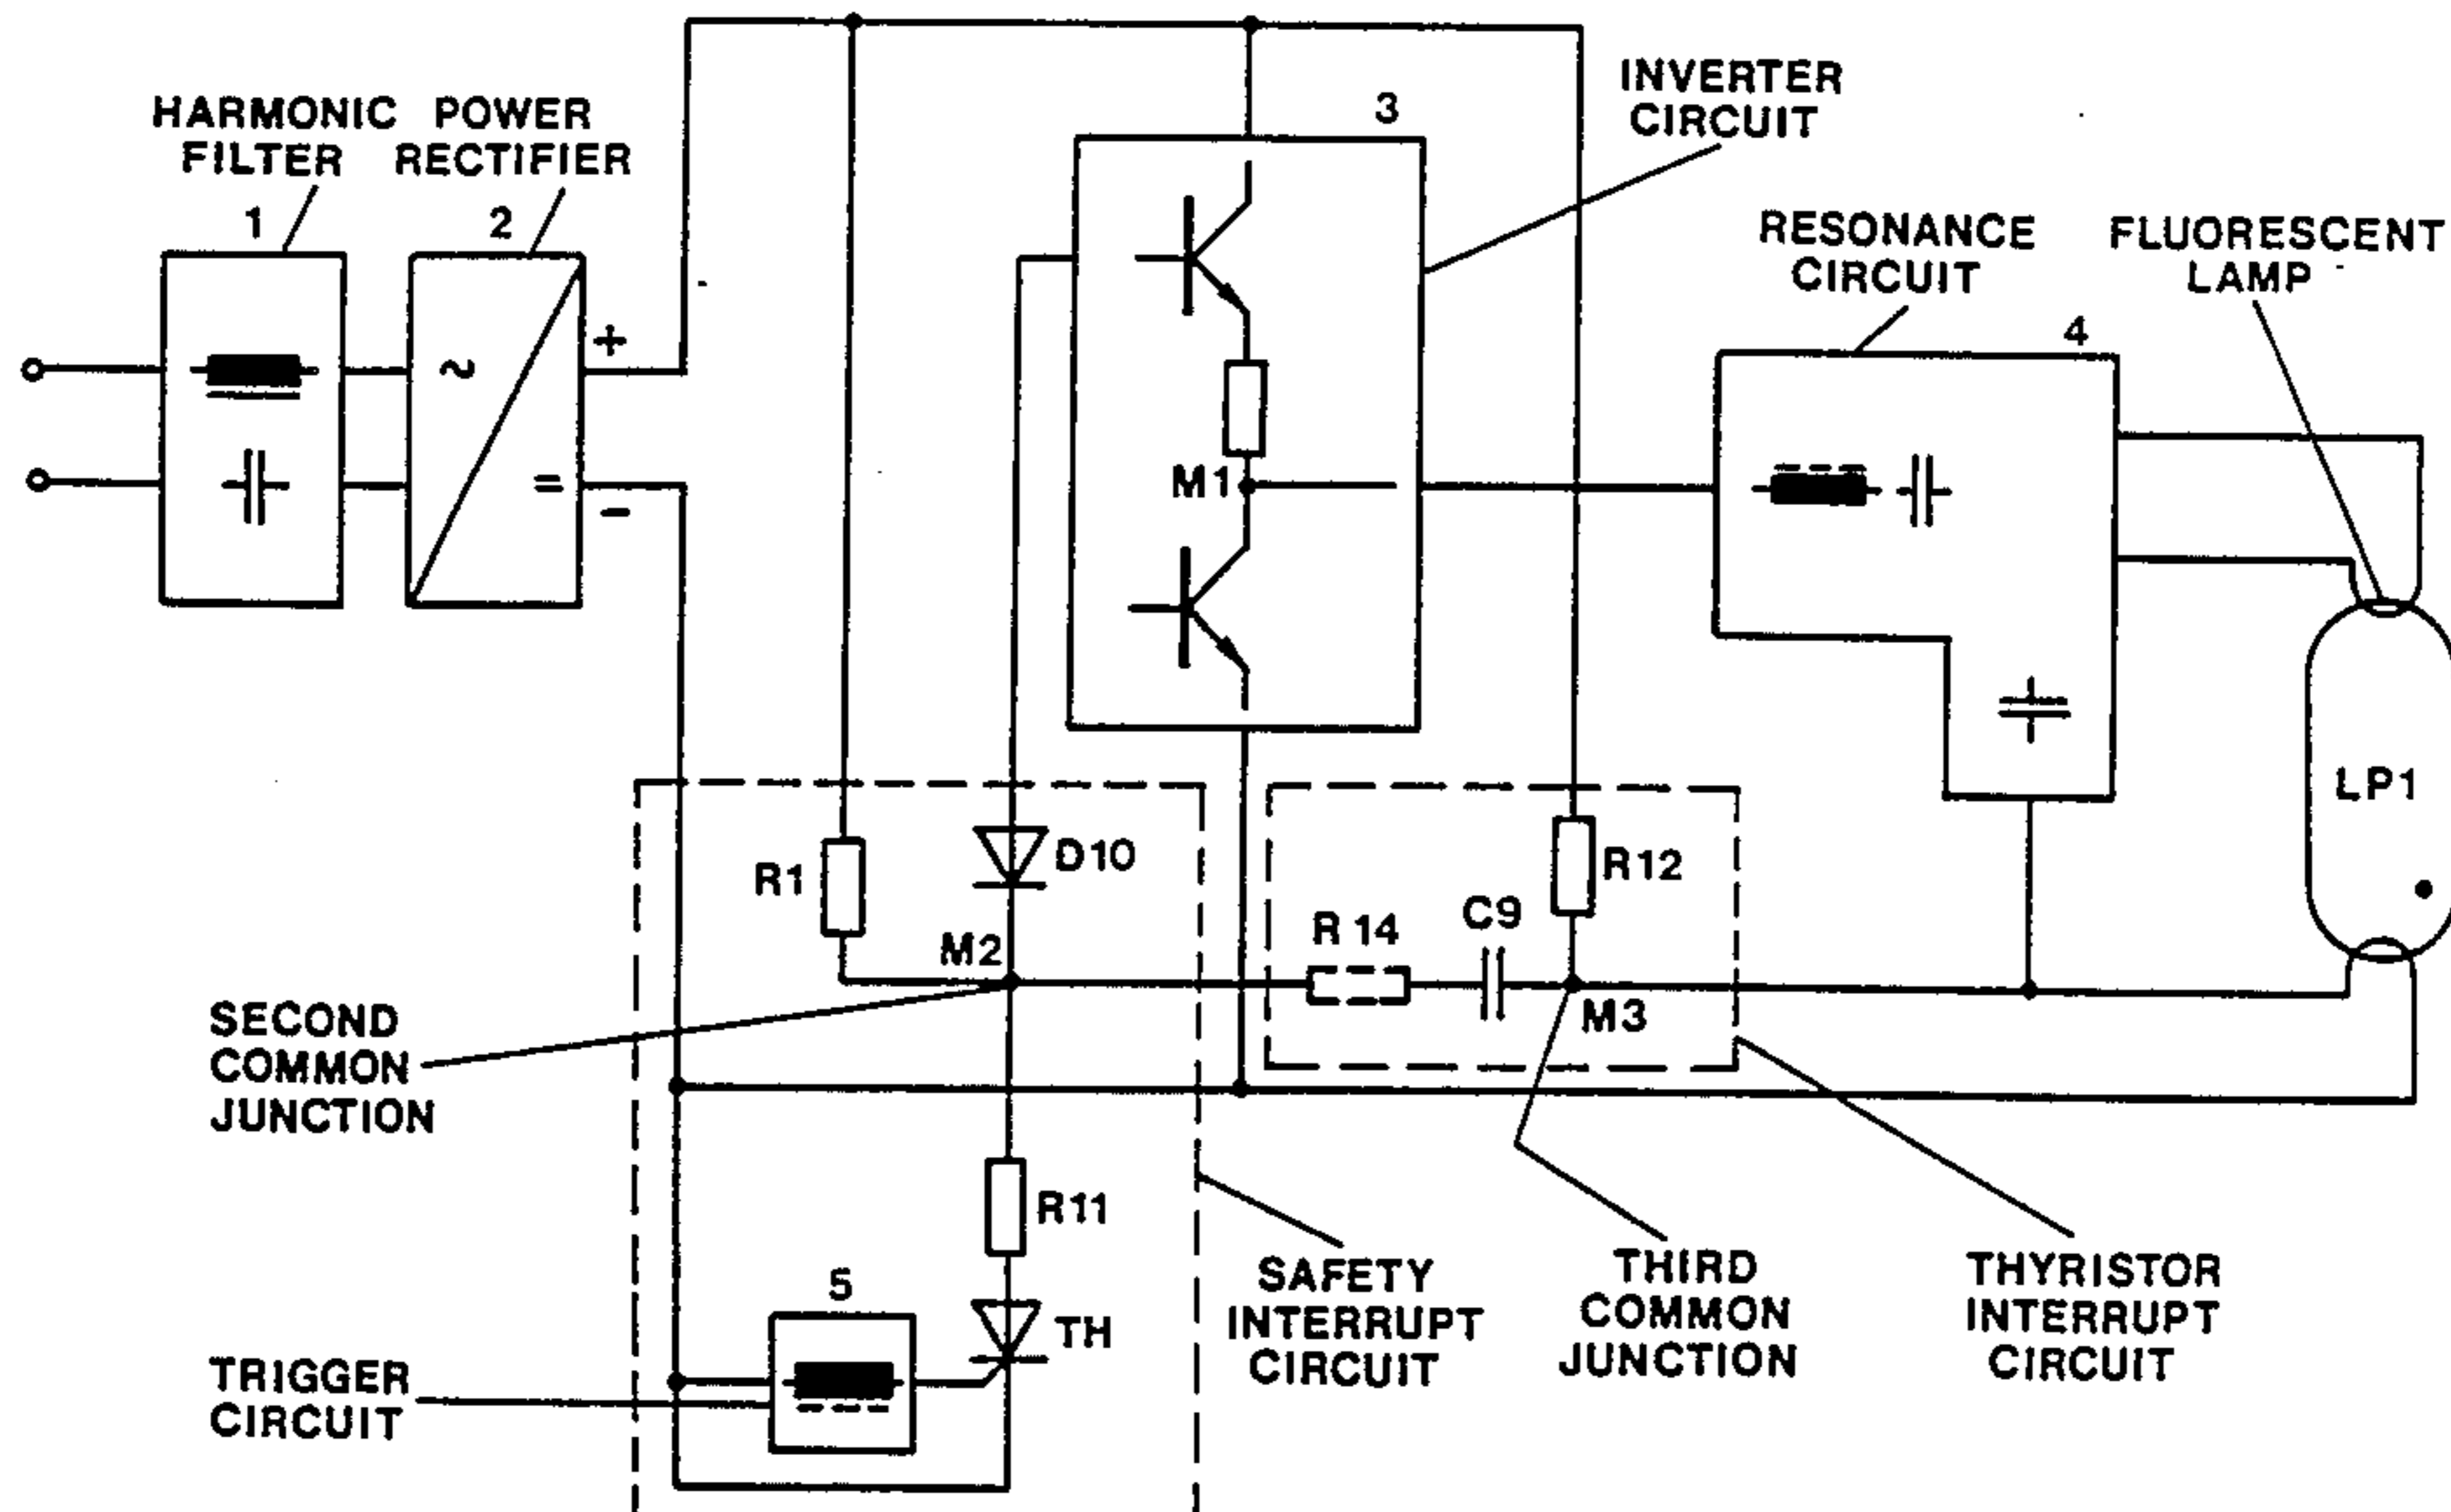 HARMONIC
FILTER
POWER
RECTIFIER
1
2
3
INVERTER
CIRCUIT
RESONANCE
CIRCUIT
4
FLUORESCENT
LAMP
+
~
=
-
M1
LP1
R1
D10
R12
C9
R 14
M2
M3
SECOND
COMMON
JUNCTION
R11
5
TH
TRIGGER
CIRCUIT
SAFETY
INTERRUPT
CIRCUIT
THIRD
COMMON
JUNCTION
THYRISTOR
INTERRUPT
CIRCUIT